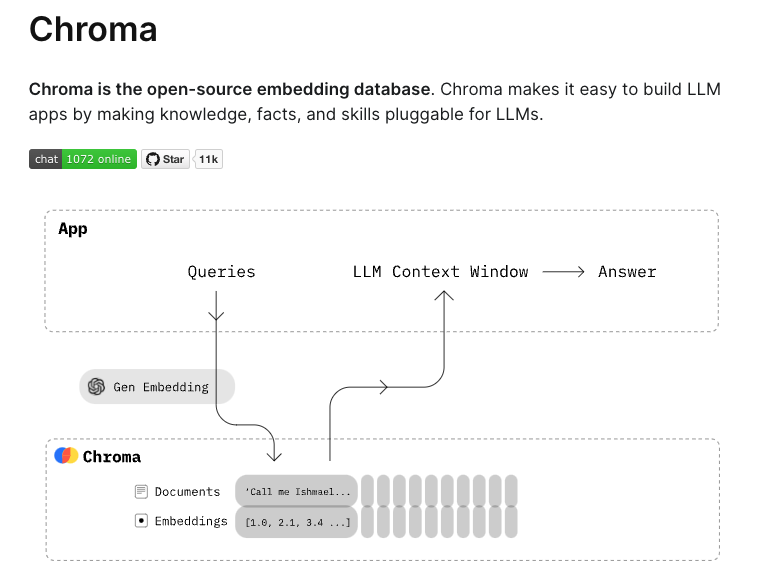 Chroma
Chroma is the open-source embedding database. Chroma makes it easy to build LLM
apps by making knowledge, facts, and skills pluggable for LLMs.
chat 1072 online Star 11k
App
Queries LLM Context Window Answer
Gen Embedding
Chroma
Documents 'Call me Ishmael...
Embeddings [1.0, 2.1, 3.4 ...]